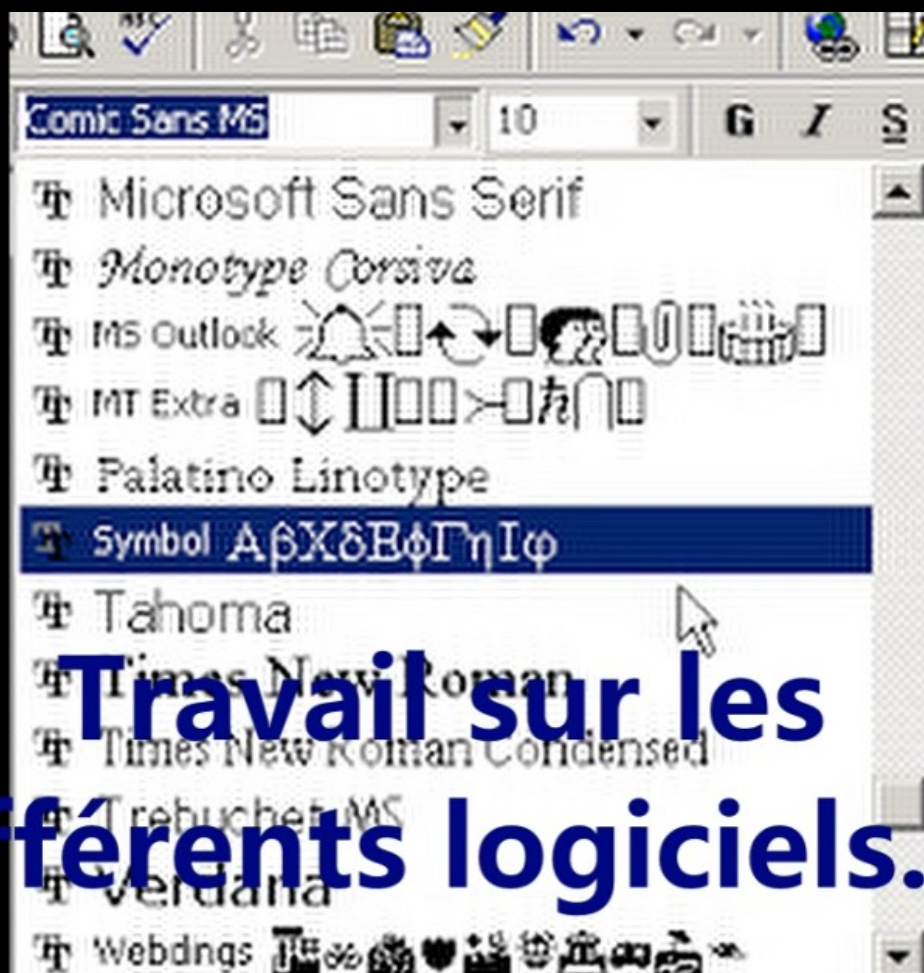 Comic Sans MS 10 G I S
Microsoft Sans Serif
Monotype Corsiva
MS Outlook
MT Extra
Palatino Linotype
Symbol ΑβΧδΕφΓηΙϕ
Tahoma
Times New Roman
Travail sur les
Times New Roman Condensed
Trebuchet MS
fférents logiciels.
Verdana
Webdings